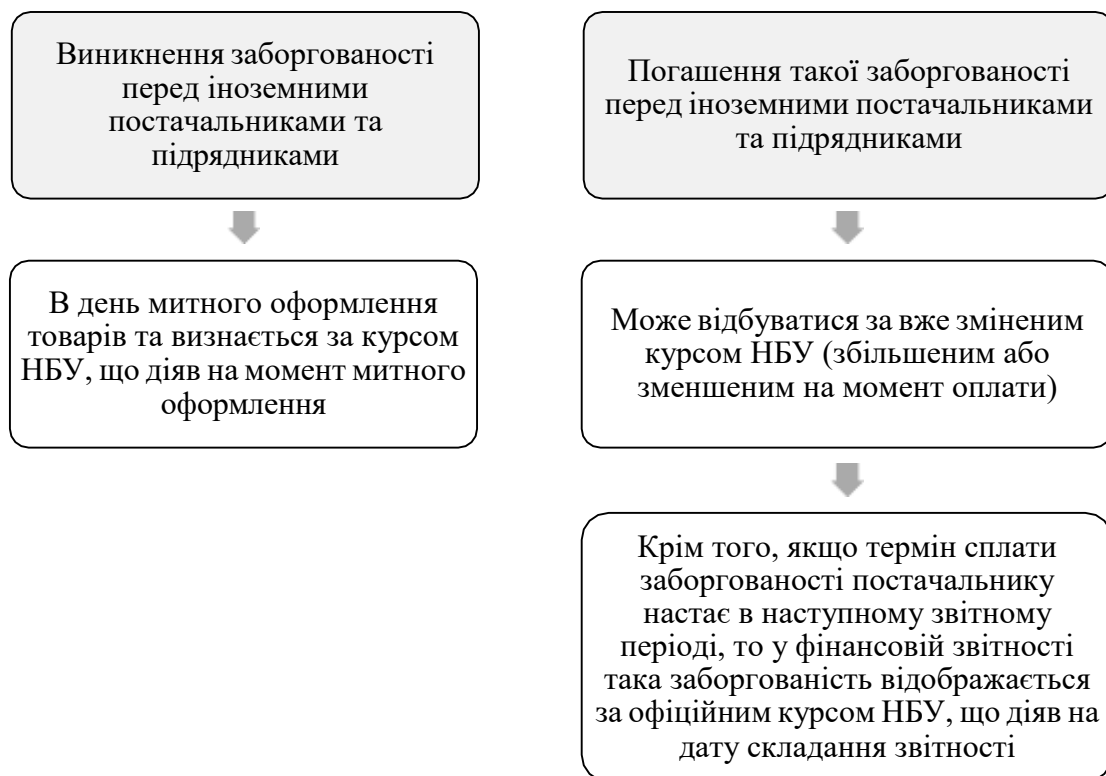 Виникнення заборгованості
перед іноземними
постачальниками та
підрядниками
В день митного оформлення
товарів та визнається за курсом
НБУ, що діяв на момент митного
оформлення
Погашення такої заборгованості
перед іноземними постачальниками
та підрядниками
Може відбуватися за вже зміненим
курсом НБУ (збільшеним або
зменшеним на момент оплати)
Крім того, якщо термін сплати
заборгованості постачальнику
настає в наступному звітному
періоді, то у фінансовій звітності
така заборгованість відображається
за офіційним курсом НБУ, що діяв на
дату складання звітності